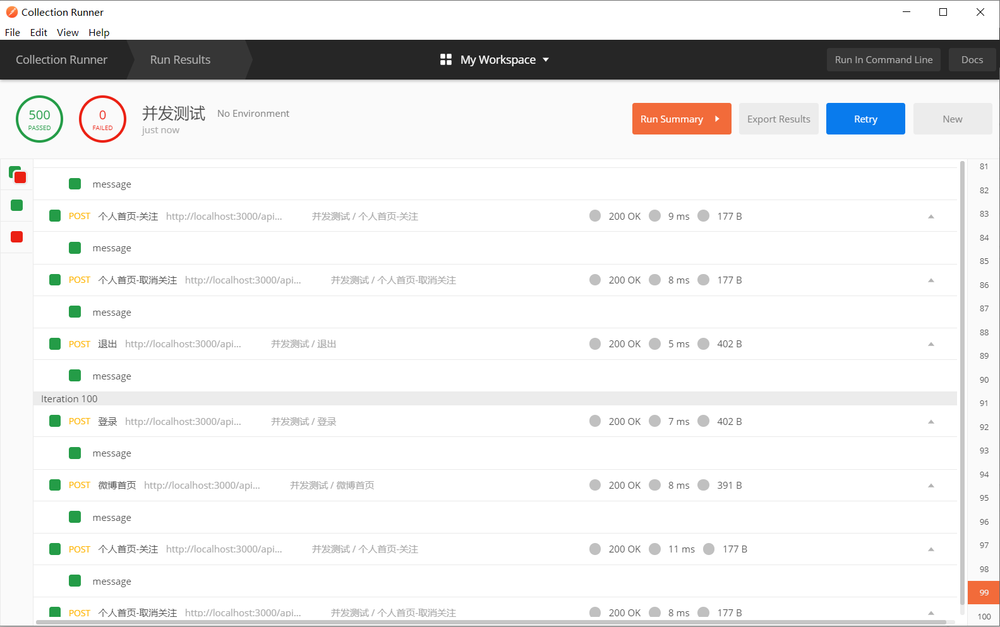 Collection Runner
File Edit View Help
Collection Runner Run Results My Workspace Run In Command Line Docs
500 PASSED
0 FAILED
并发测试 No Environment
just now
Run Summary Export Results Retry New
message
POST 个人首页-关注 http://localhost:3000/api... 并发测试 / 个人首页-关注 200 OK 9 ms 177 B
message
POST 个人首页-取消关注 http://localhost:3000/api... 并发测试 / 个人首页-取消关注 200 OK 8 ms 177 B
message
POST 退出 http://localhost:3000/api... 并发测试 / 退出 200 OK 5 ms 402 B
message
Iteration 100
POST 登录 http://localhost:3000/api... 并发测试 / 登录 200 OK 7 ms 402 B
message
POST 微博首页 http://localhost:3000/api... 并发测试 / 微博首页 200 OK 8 ms 391 B
message
POST 个人首页-关注 http://localhost:3000/api... 并发测试 / 个人首页-关注 200 OK 11 ms 177 B
message
POST 个人首页-取消关注 http://localhost:3000/api... 并发测试 / 个人首页-取消关注 200 OK 8 ms 177 B
81
82
83
84
85
86
87
88
89
90
91
92
93
94
95
96
97
98
99
100